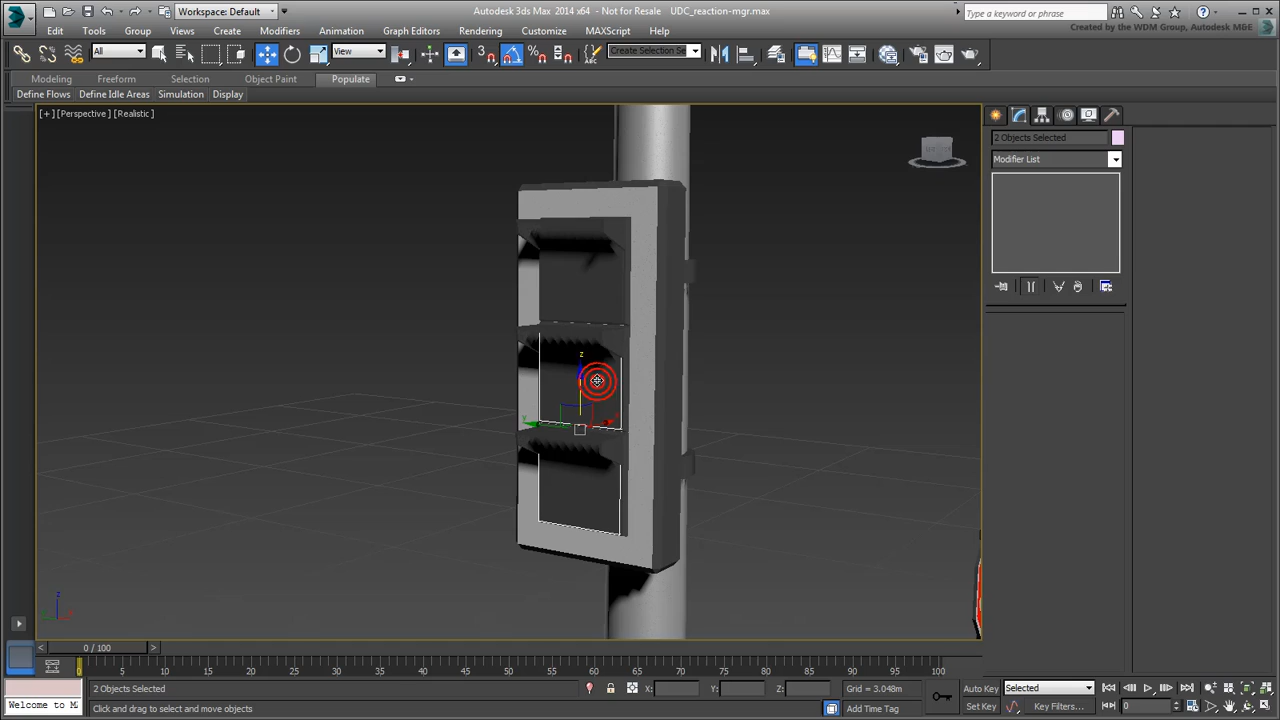 Workspace: Default
Autodesk 3ds Max 2014 x64 - Not for Resale UDC_reaction-mgr.max
Type a keyword or phrase
Created by the WDM Group, Autodesk MGE
Edit Tools Group Views Create Modifiers Animation Graph Editors Rendering Customize MAXScript Help
All
View
Create Selection Se
Modeling Freeform Selection Object Paint Populate
Define Flows Define Idle Areas Simulation Display
[+] [Perspective] [Realistic]
2 Objects Selected
Modifier List
z
y
z
0 / 100
0 5 10 15 20 25 30 35 40 45 50 55 60 65 70 75 80 85 90 95 100
2 Objects Selected
X:
Y:
Z:
Grid = 3.048m
Auto Key
Selected
Welcome to M
Click and drag to select and move objects
Add Time Tag
Set Key
Key Filters...
0